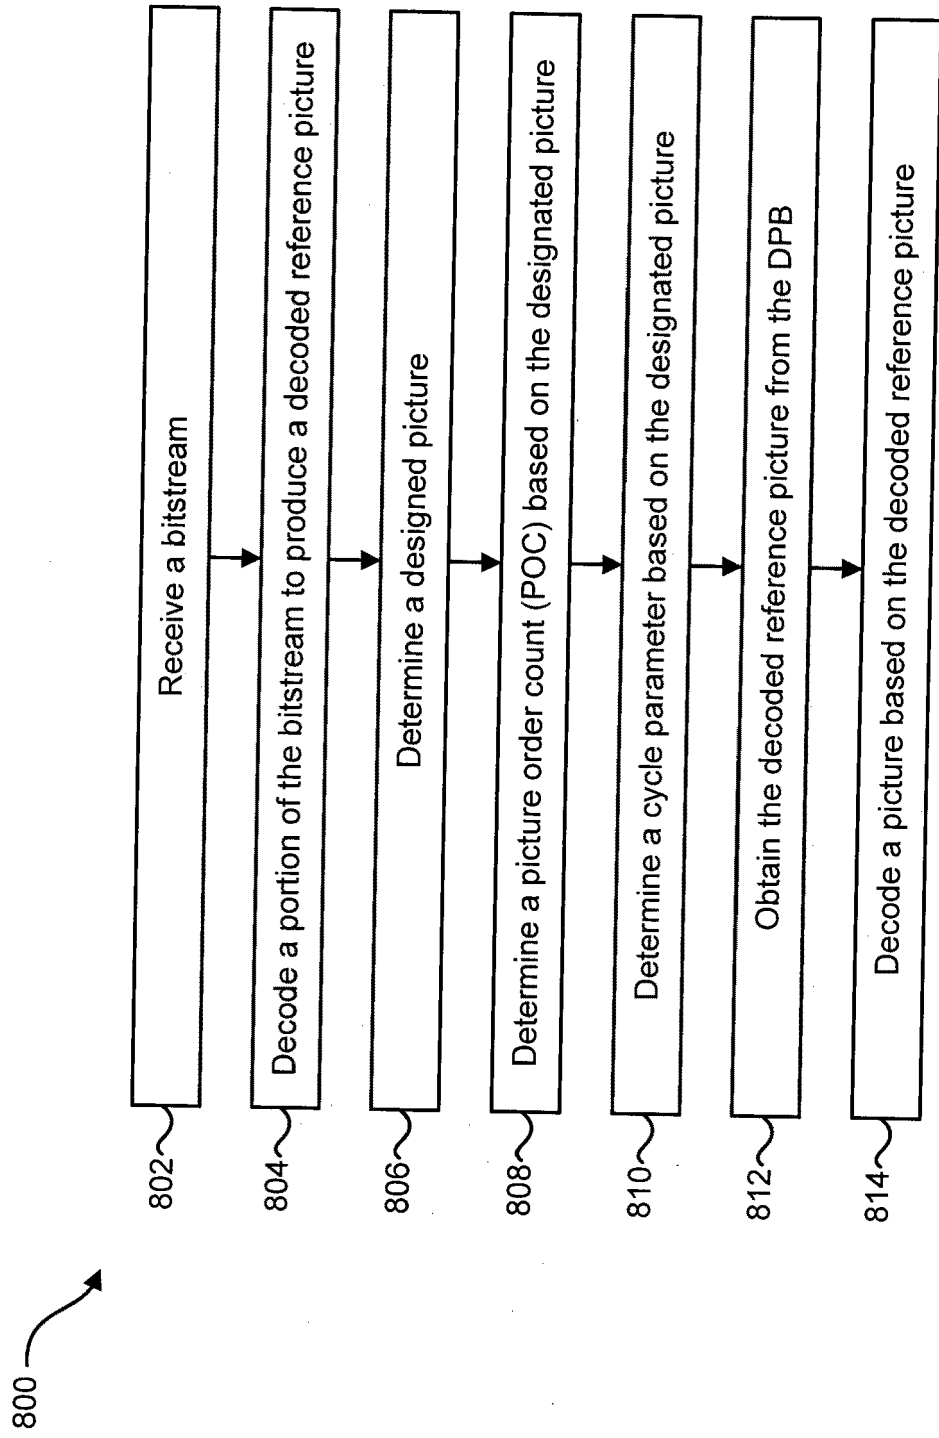 800
802
Receive a bitstream
804
Decode a portion of the bitstream to produce a decoded reference picture
806
Determine a designed picture
808
Determine a picture order count (POC) based on the designated picture
810
Determine a cycle parameter based on the designated picture
812
Obtain the decoded reference picture from the DPB
814
Decode a picture based on the decoded reference picture